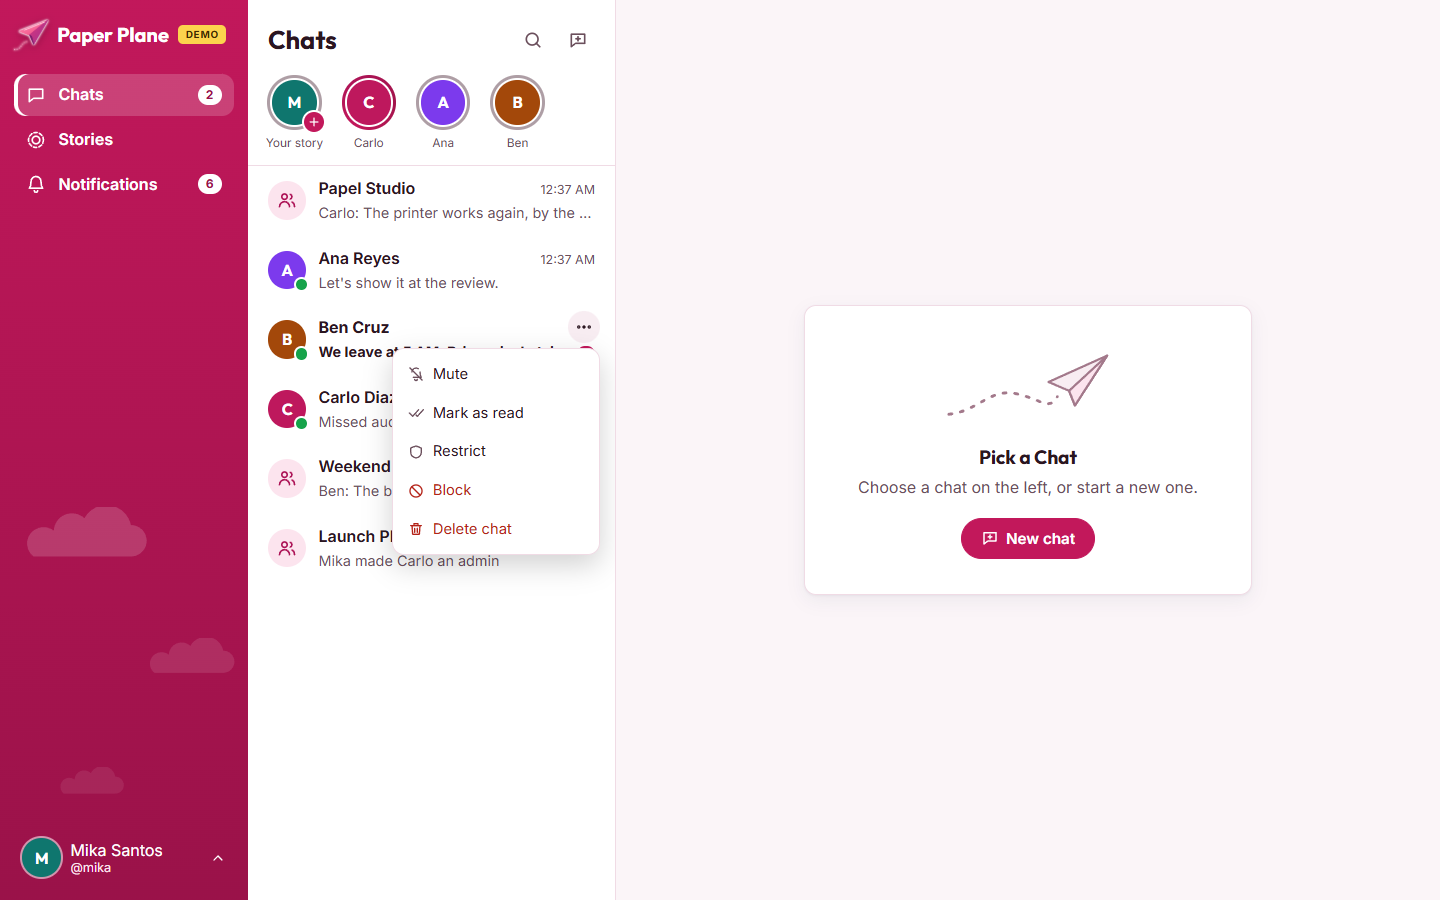 Paper Plane DEMO
Chats 2
Stories
Notifications 6
Mika Santos
@mika
Chats
M
C
A
B
Your story
Carlo
Ana
Ben
Papel Studio 12:37 AM
Carlo: The printer works again, by the ...
A
Ana Reyes 12:37 AM
Let's show it at the review.
B
Ben Cruz
We leave at
C
Carlo Diaz
Missed
Weekend
Ben: The
Launch
Mika made Carlo an admin
Mute
Mark as read
Restrict
Block
Delete chat
Pick a Chat
Choose a chat on the left, or start a new one.
New chat
M